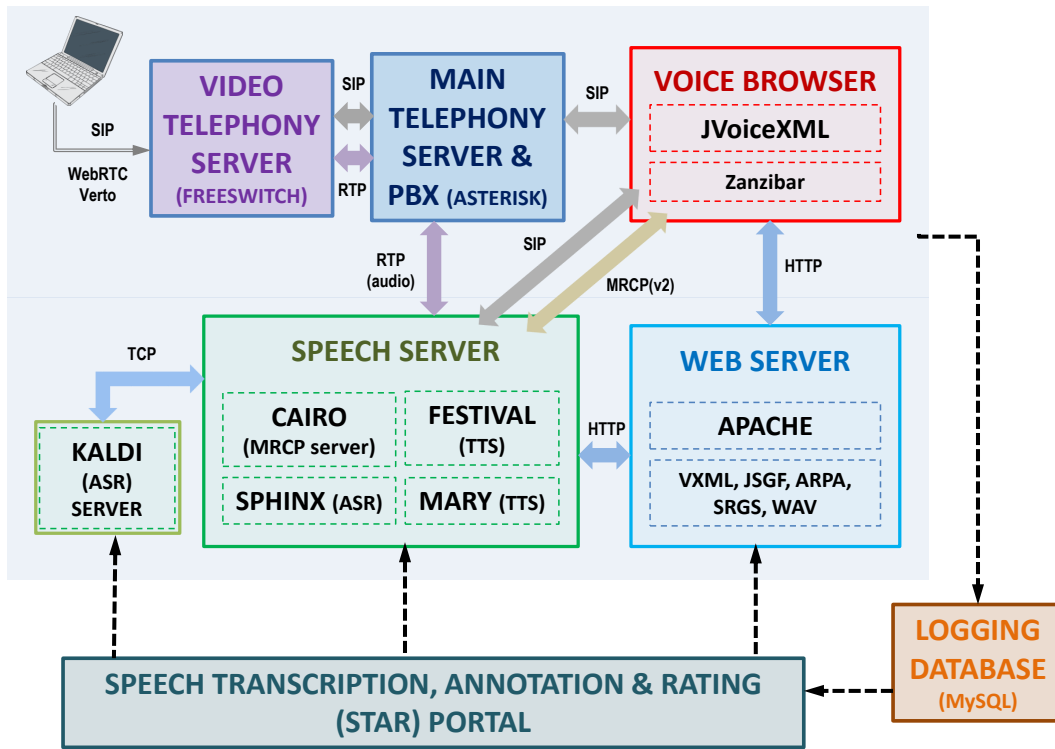 SIP
WebRTC
Verto
VIDEO
TELEPHONY
SERVER
(FREESWITCH)
SIP
RTP
MAIN
TELEPHONY
SERVER &
PBX (ASTERISK)
SIP
VOICE BROWSER
JVoiceXML
Zanzibar
RTP
(audio)
SIP
MRCP(v2)
HTTP
TCP
KALDI
(ASR)
SERVER
SPEECH SERVER
CAIRO
(MRCP server)
FESTIVAL
(TTS)
SPHINX (ASR)
MARY (TTS)
HTTP
WEB SERVER
APACHE
VXML, JSGF, ARPA,
SRGS, WAV
LOGGING
DATABASE
(MySQL)
SPEECH TRANSCRIPTION, ANNOTATION & RATING
(STAR) PORTAL